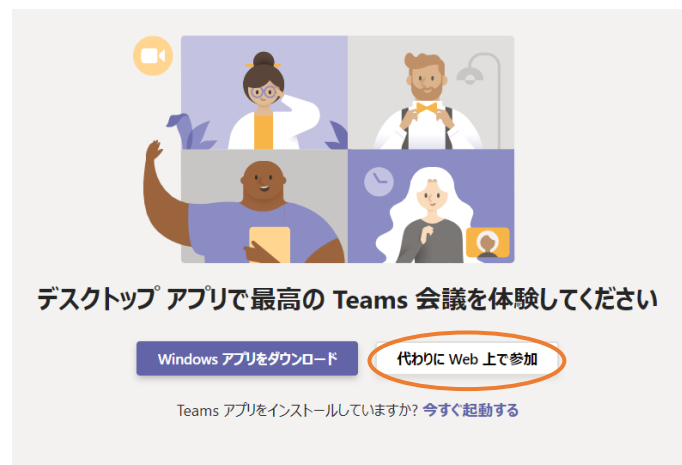 デスクトップ アプリで最高の Teams 会議を体験してください
Windows アプリをダウンロード
代わりに Web 上で参加
Teams アプリをインストールしていますか? 今すぐ起動する